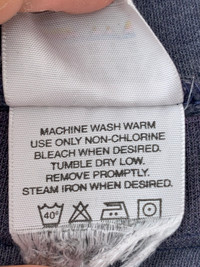 MACHINE WASH WARM
USE ONLY NON-CHLORINE
BLEACH WHEN DESIRED.
TUMBLE DRY LOW.
REMOVE PROMPTLY.
STEAM IRON WHEN DESIRED.
40°